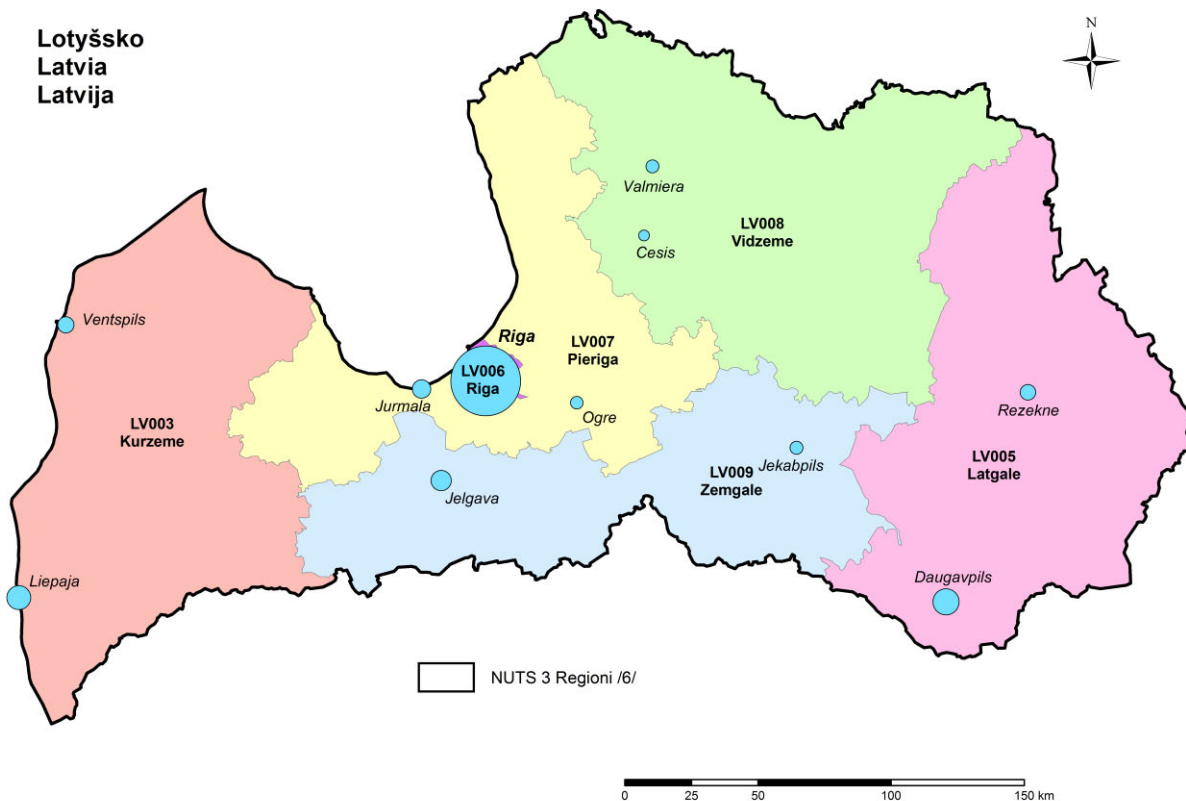 Lotyšsko
Latvia
Latvija
N
Valmiera
LV008
Vidzeme
Cesis
Ventspils
Riga
LV007
Pieriga
LV006
Riga
Jurmala
Ogre
Rezekne
LV003
Kurzeme
Jekabpils
LV005
Latgale
LV009
Zemgale
Jelgava
Liepaja
Daugavpils
NUTS 3 Regioni /6/
0 25 50 100 150 km